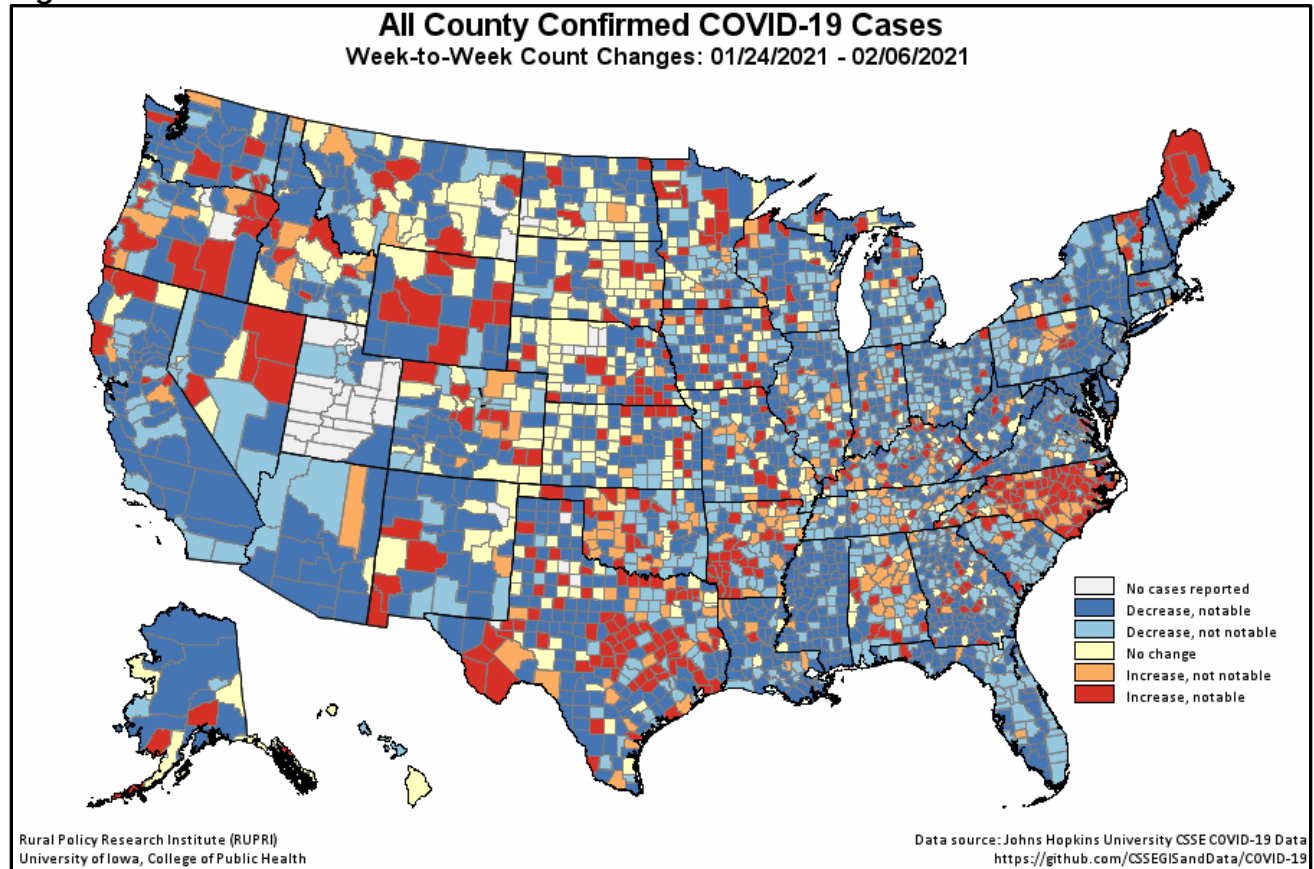 All County Confirmed COVID-19 Cases
Week-to-Week Count Changes: 01/24/2021 - 02/06/2021
No cases reported
Decrease, notable
Decrease, not notable
No change
Increase, not notable
Increase, notable
Rural Policy Research Institute (RUPRI)
University of Iowa, College of Public Health
Data source: Johns Hopkins University CSSE COVID-19 Data
https://github.com/CSSEGISandData/COVID-19